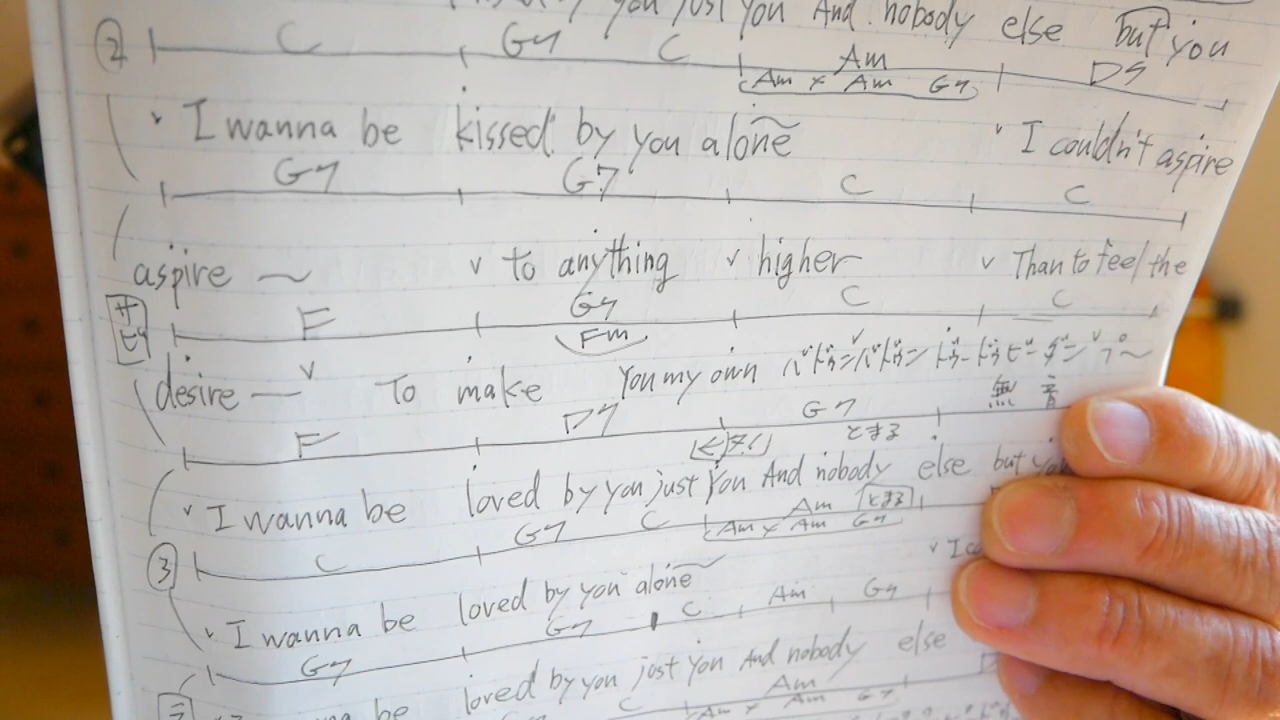 you just you And nobody else but you
② C G7 C Am D7
Am x Am G7
I wanna be kissed by you alone I couldn't aspire
G7 G7 C C
aspire 〜 to anything higher Than to feel the
サビ F G7 C C
Fm
desire — To make You my own バドゥンバドゥン ドゥードゥビーダン プ〜
F D7 G7 無音
とまる
I wanna be loved by you just you And nobody else but you
③ C G7 C Am とまる
Am x Am G7
I wanna be loved by you alone
G7 G7 C Am G7
be loved by you just you And nobody else
C Am
Am x Am G7